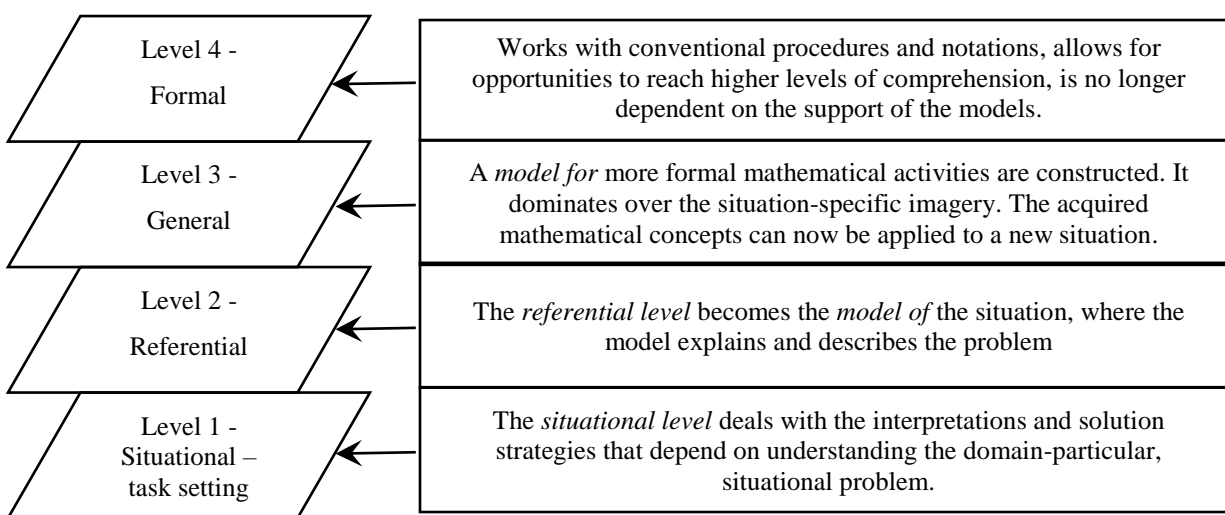 Level 4 -
Formal
Works with conventional procedures and notations, allows for
opportunities to reach higher levels of comprehension, is no longer
dependent on the support of the models.
Level 3 -
General
A model for more formal mathematical activities are constructed. It
dominates over the situation-specific imagery. The acquired
mathematical concepts can now be applied to a new situation.
Level 2 -
Referential
The referential level becomes the model of the situation, where the
model explains and describes the problem
Level 1 -
Situational –
task setting
The situational level deals with the interpretations and solution
strategies that depend on understanding the domain-particular,
situational problem.